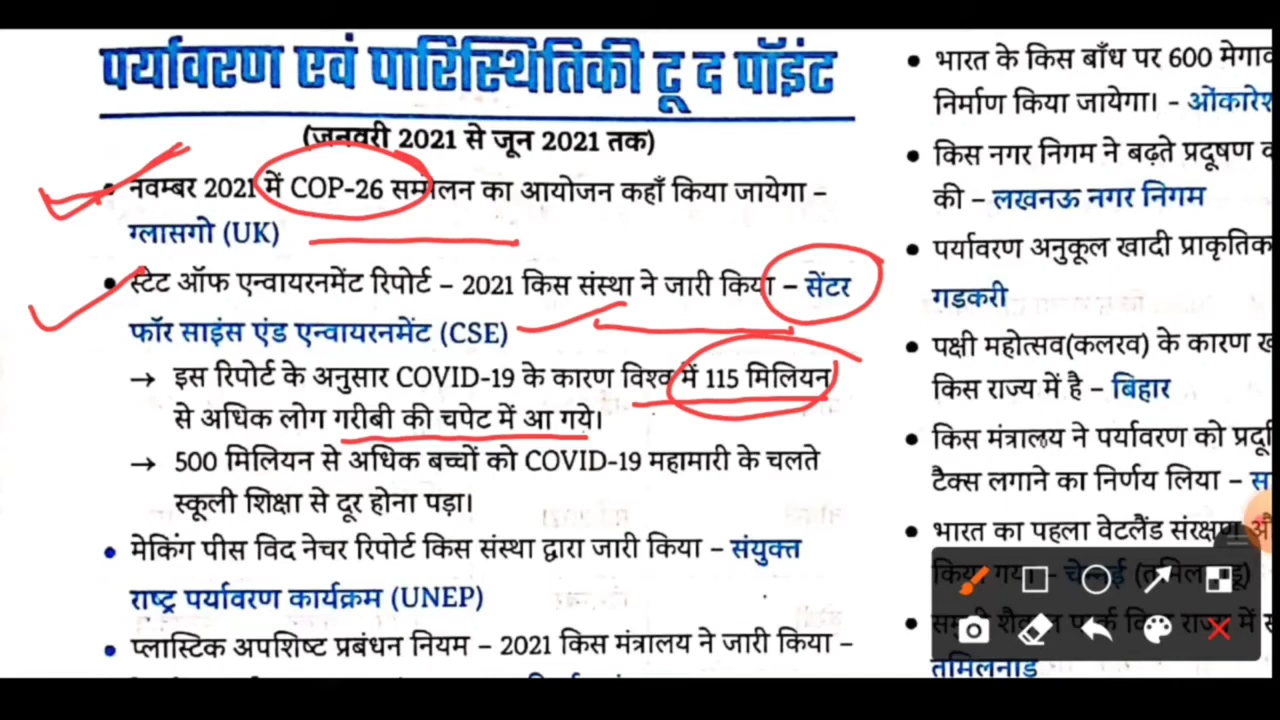 पर्यावरण एवं पारिस्थितिकी टू द पॉइंट
(जनवरी 2021 से जून 2021 तक)
• नवम्बर 2021 में COP-26 सम्मेलन का आयोजन कहाँ किया जायेगा –
ग्लासगो (UK)
• स्टेट ऑफ एन्वायरनमेंट रिपोर्ट – 2021 किस संस्था ने जारी किया – सेंटर
फॉर साइंस एंड एन्वायरनमेंट (CSE)
→ इस रिपोर्ट के अनुसार COVID-19 के कारण विश्व में 115 मिलियन
से अधिक लोग गरीबी की चपेट में आ गये।
→ 500 मिलियन से अधिक बच्चों को COVID-19 महामारी के चलते
स्कूली शिक्षा से दूर होना पड़ा।
• मेकिंग पीस विद नेचर रिपोर्ट किस संस्था द्वारा जारी किया – संयुक्त
राष्ट्र पर्यावरण कार्यक्रम (UNEP)
• प्लास्टिक अपशिष्ट प्रबंधन नियम – 2021 किस मंत्रालय ने जारी किया –
• भारत के किस बाँध पर 600
निर्माण किया जायेगा। –
• किस नगर निगम ने बढ़ते प्रदूषण
की – लखनऊ नगर निगम
• पर्यावरण अनुकूल खादी प्राकृतिक
गडकरी
• पक्षी महोत्सव(कलरव) के कारण
किस राज्य में है – बिहार
• किस मंत्रालय ने पर्यावरण को
टैक्स लगाने का निर्णय लिया –
• भारत का पहला वेटलैंड संरक्षण
किया गया – चेन्नई
तमिलनाडु